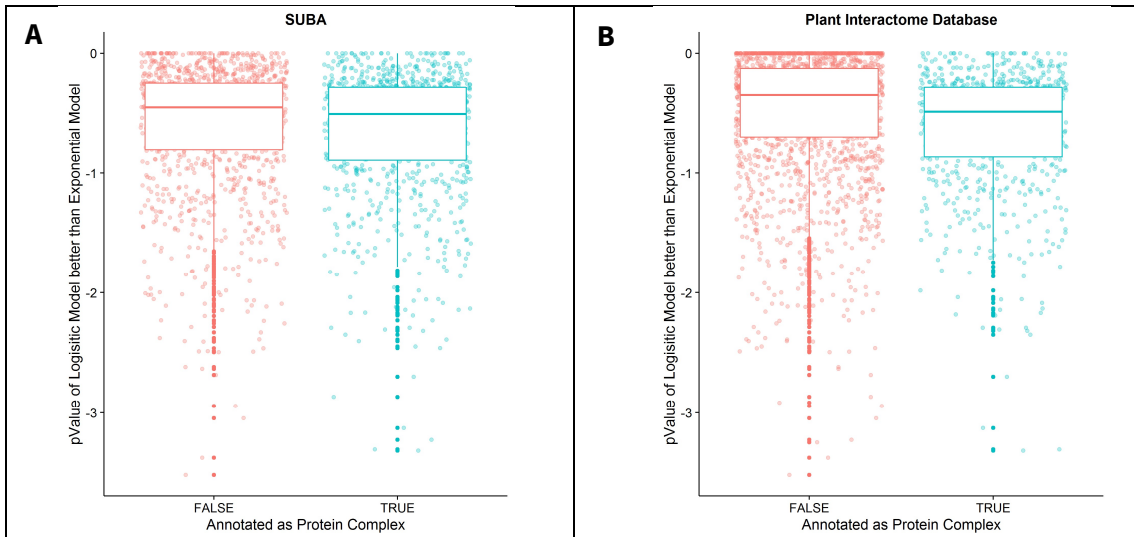 A
SUBA
pValue of Logisitic Model better than Exponential Model
0
-1
-2
-3
FALSE
TRUE
Annotated as Protein Complex
B
Plant Interactome Database
pValue of Logisitic Model better than Exponential Model
0
-1
-2
-3
FALSE
TRUE
Annotated as Protein Complex